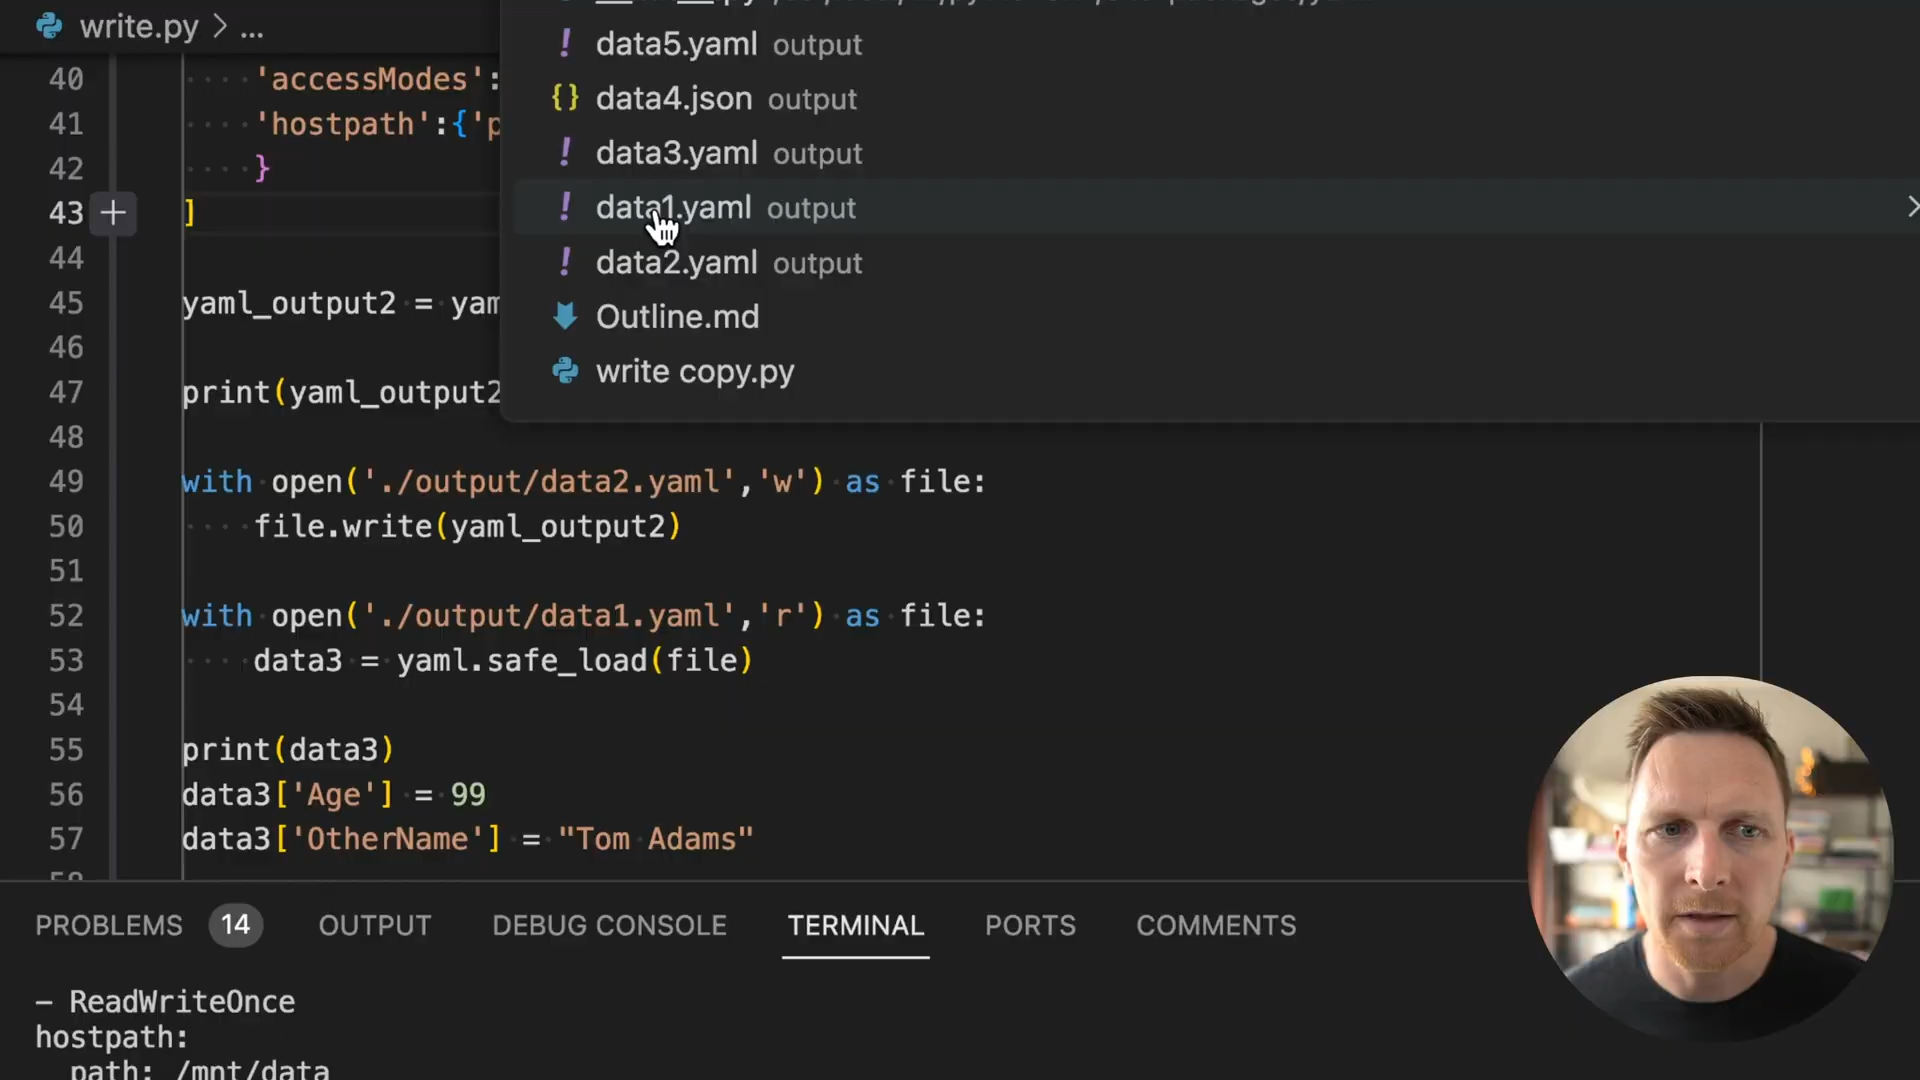 write.py > ...
data5.yaml output
data4.json output
data3.yaml output
data1.yaml output
data2.yaml output
Outline.md
write copy.py
40 'accessModes':
41 'hostpath':{'p
42 }
43 ]
44
45 yaml_output2 = yam
46
47 print(yaml_output2
48
49 with open('./output/data2.yaml','w') as file:
50 file.write(yaml_output2)
51
52 with open('./output/data1.yaml','r') as file:
53 data3 = yaml.safe_load(file)
54
55 print(data3)
56 data3['Age'] = 99
57 data3['OtherName'] = "Tom Adams"
PROBLEMS 14 OUTPUT DEBUG CONSOLE TERMINAL PORTS COMMENTS
– ReadWriteOnce
hostpath:
path: /mnt/data